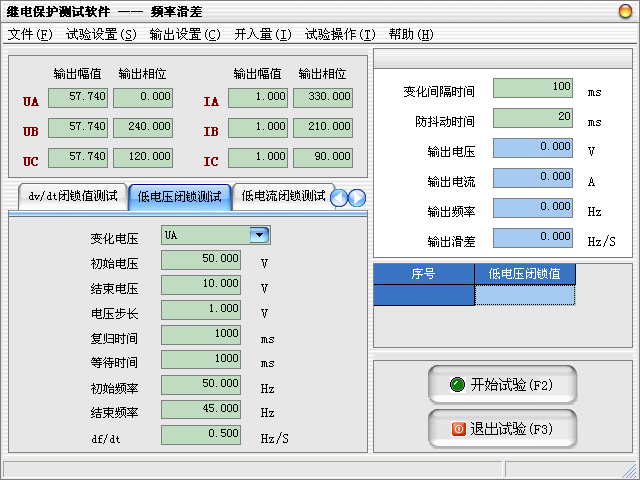 继电保护测试软件 —— 频率滑差
文件(F) 试验设置(S) 输出设置(C) 开入量(I) 试验操作(T) 帮助(H)
输出幅值 输出相位 输出幅值 输出相位
UA 57.740 0.000 IA 1.000 330.000
UB 57.740 240.000 IB 1.000 210.000
UC 57.740 120.000 IC 1.000 90.000
dv/dt闭锁值测试 低电压闭锁测试 低电流闭锁测试
变化电压 UA
初始电压 50.000 V
结束电压 10.000 V
电压步长 1.000 V
复归时间 1000 ms
等待时间 1000 ms
初始频率 50.000 Hz
结束频率 45.000 Hz
df/dt 0.500 Hz/S
变化间隔时间 100 ms
防抖动时间 20 ms
输出电压 0.000 V
输出电流 0.000 A
输出频率 0.000 Hz
输出滑差 0.000 Hz/S
序号 低电压闭锁值
开始试验(F2)
退出试验(F3)